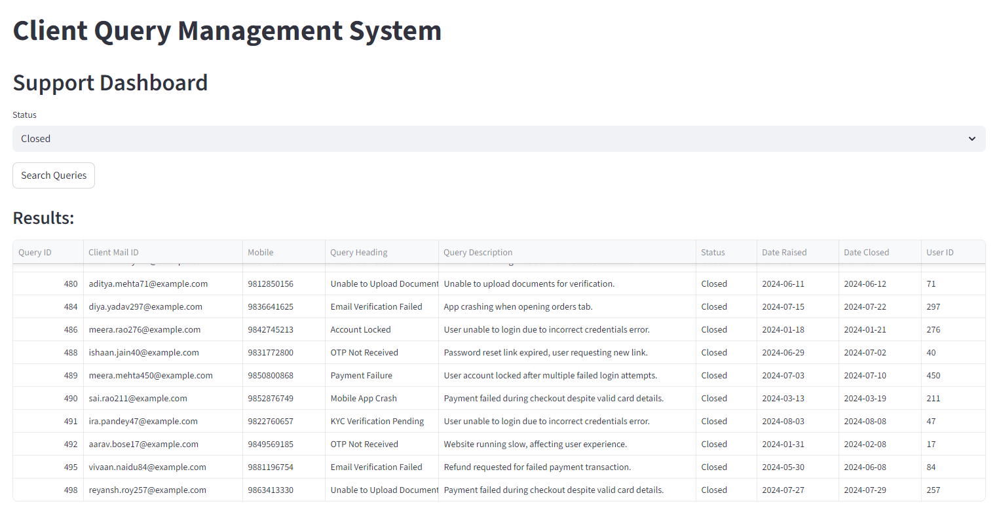 Client Query Management System
Support Dashboard
Status
Closed
Search Queries
Results:
Query ID Client Mail ID Mobile Query Heading Query Description Status Date Raised Date Closed User ID
480 aditya.mehta71@example.com 9812850156 Unable to Upload Document Unable to upload documents for verification. Closed 2024-06-11 2024-06-12 71
484 diya.yadav297@example.com 9836641625 Email Verification Failed App crashing when opening orders tab. Closed 2024-07-15 2024-07-22 297
486 meera.rao276@example.com 9842745213 Account Locked User unable to login due to incorrect credentials error. Closed 2024-01-18 2024-01-21 276
488 ishaan.jain40@example.com 9831772800 OTP Not Received Password reset link expired, user requesting new link. Closed 2024-06-29 2024-07-02 40
489 meera.mehta450@example.com 9850800868 Payment Failure User account locked after multiple failed login attempts. Closed 2024-07-03 2024-07-10 450
490 sai.rao211@example.com 9852876749 Mobile App Crash Payment failed during checkout despite valid card details. Closed 2024-03-13 2024-03-19 211
491 ira.pandey47@example.com 9822760657 KYC Verification Pending User unable to login due to incorrect credentials error. Closed 2024-08-03 2024-08-08 47
492 aarav.bose17@example.com 9849569185 OTP Not Received Website running slow, affecting user experience. Closed 2024-01-31 2024-02-08 17
495 vivaan.naidu84@example.com 9881196754 Email Verification Failed Refund requested for failed payment transaction. Closed 2024-05-30 2024-06-08 84
498 reyansh.roy257@example.com 9863413330 Unable to Upload Document Payment failed during checkout despite valid card details. Closed 2024-07-27 2024-07-29 257